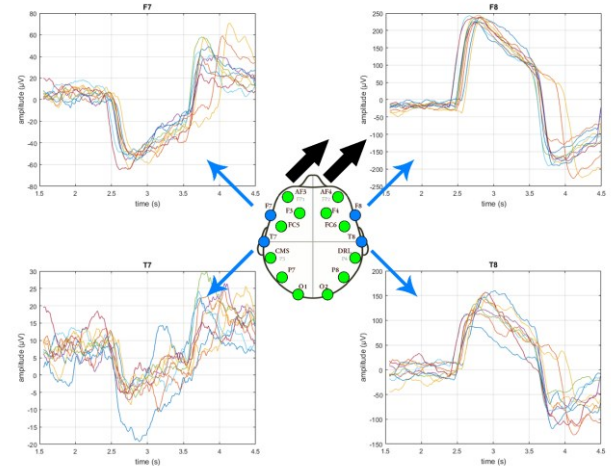 F7
amplitude (µV)
80
60
40
20
0
-20
-40
-60
-80
1.5 2 2.5 3 3.5 4 4.5
time (s)
F8
amplitude (µV)
250
200
150
100
50
0
-50
-100
-150
-200
-250
1.5 2 2.5 3 3.5 4 4.5
time (s)
AF3 AF4
F7 F3 F4 F8
FC5 FC6
T7 T8
CMS DRL
P7 P8
O1 O2
T7
amplitude (µV)
30
25
20
15
10
5
0
-5
-10
-15
-20
1.5 2 2.5 3 3.5 4 4.5
time (s)
T8
amplitude (µV)
200
150
100
50
0
-50
-100
-150
1.5 2 2.5 3 3.5 4 4.5
time (s)